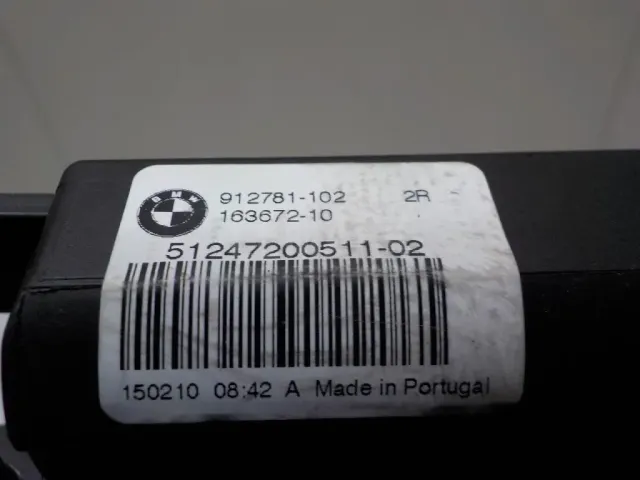 BMW
912781-102 2R
163672-10
51247200511-02
150210 08:42 A Made in Portugal